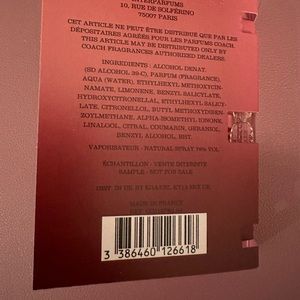 INTERPARFUMS
10, RUE DE SOLFÉRINO
75007 PARIS
CET ARTICLE NE PEUT ÊTRE DISTRIBUÉ QUE PAR LES
DÉPOSITAIRES AGRÉÉS POUR LES PARFUMS COACH.
THIS ARTICLE MAY BE DISTRIBUTED ONLY BY
COACH FRAGRANCES AUTHORIZED DEALERS.
INGREDIENTS : ALCOHOL DENAT.
(SD ALCOHOL 39-C), PARFUM (FRAGRANCE),
AQUA (WATER), ETHYLHEXYL METHOXYCIN-
NAMATE, LIMONENE, BENZYL SALICYLATE,
HYDROXYCITRONELLAL, ETHYLHEXYL SALICY-
LATE, CITRONELLOL, BUTYL METHOXYDIBEN-
ZOYLMETHANE, ALPHA-ISOMETHYL IONONE,
LINALOOL, CITRAL, COUMARIN, GERANIOL,
BENZYL ALCOHOL, BHT.
VAPORISATEUR - NATURAL SPRAY 78% VOL
ÉCHANTILLON - VENTE INTERDITE
SAMPLE - NOT FOR SALE
MADE IN FRANCE
3 386460 126618